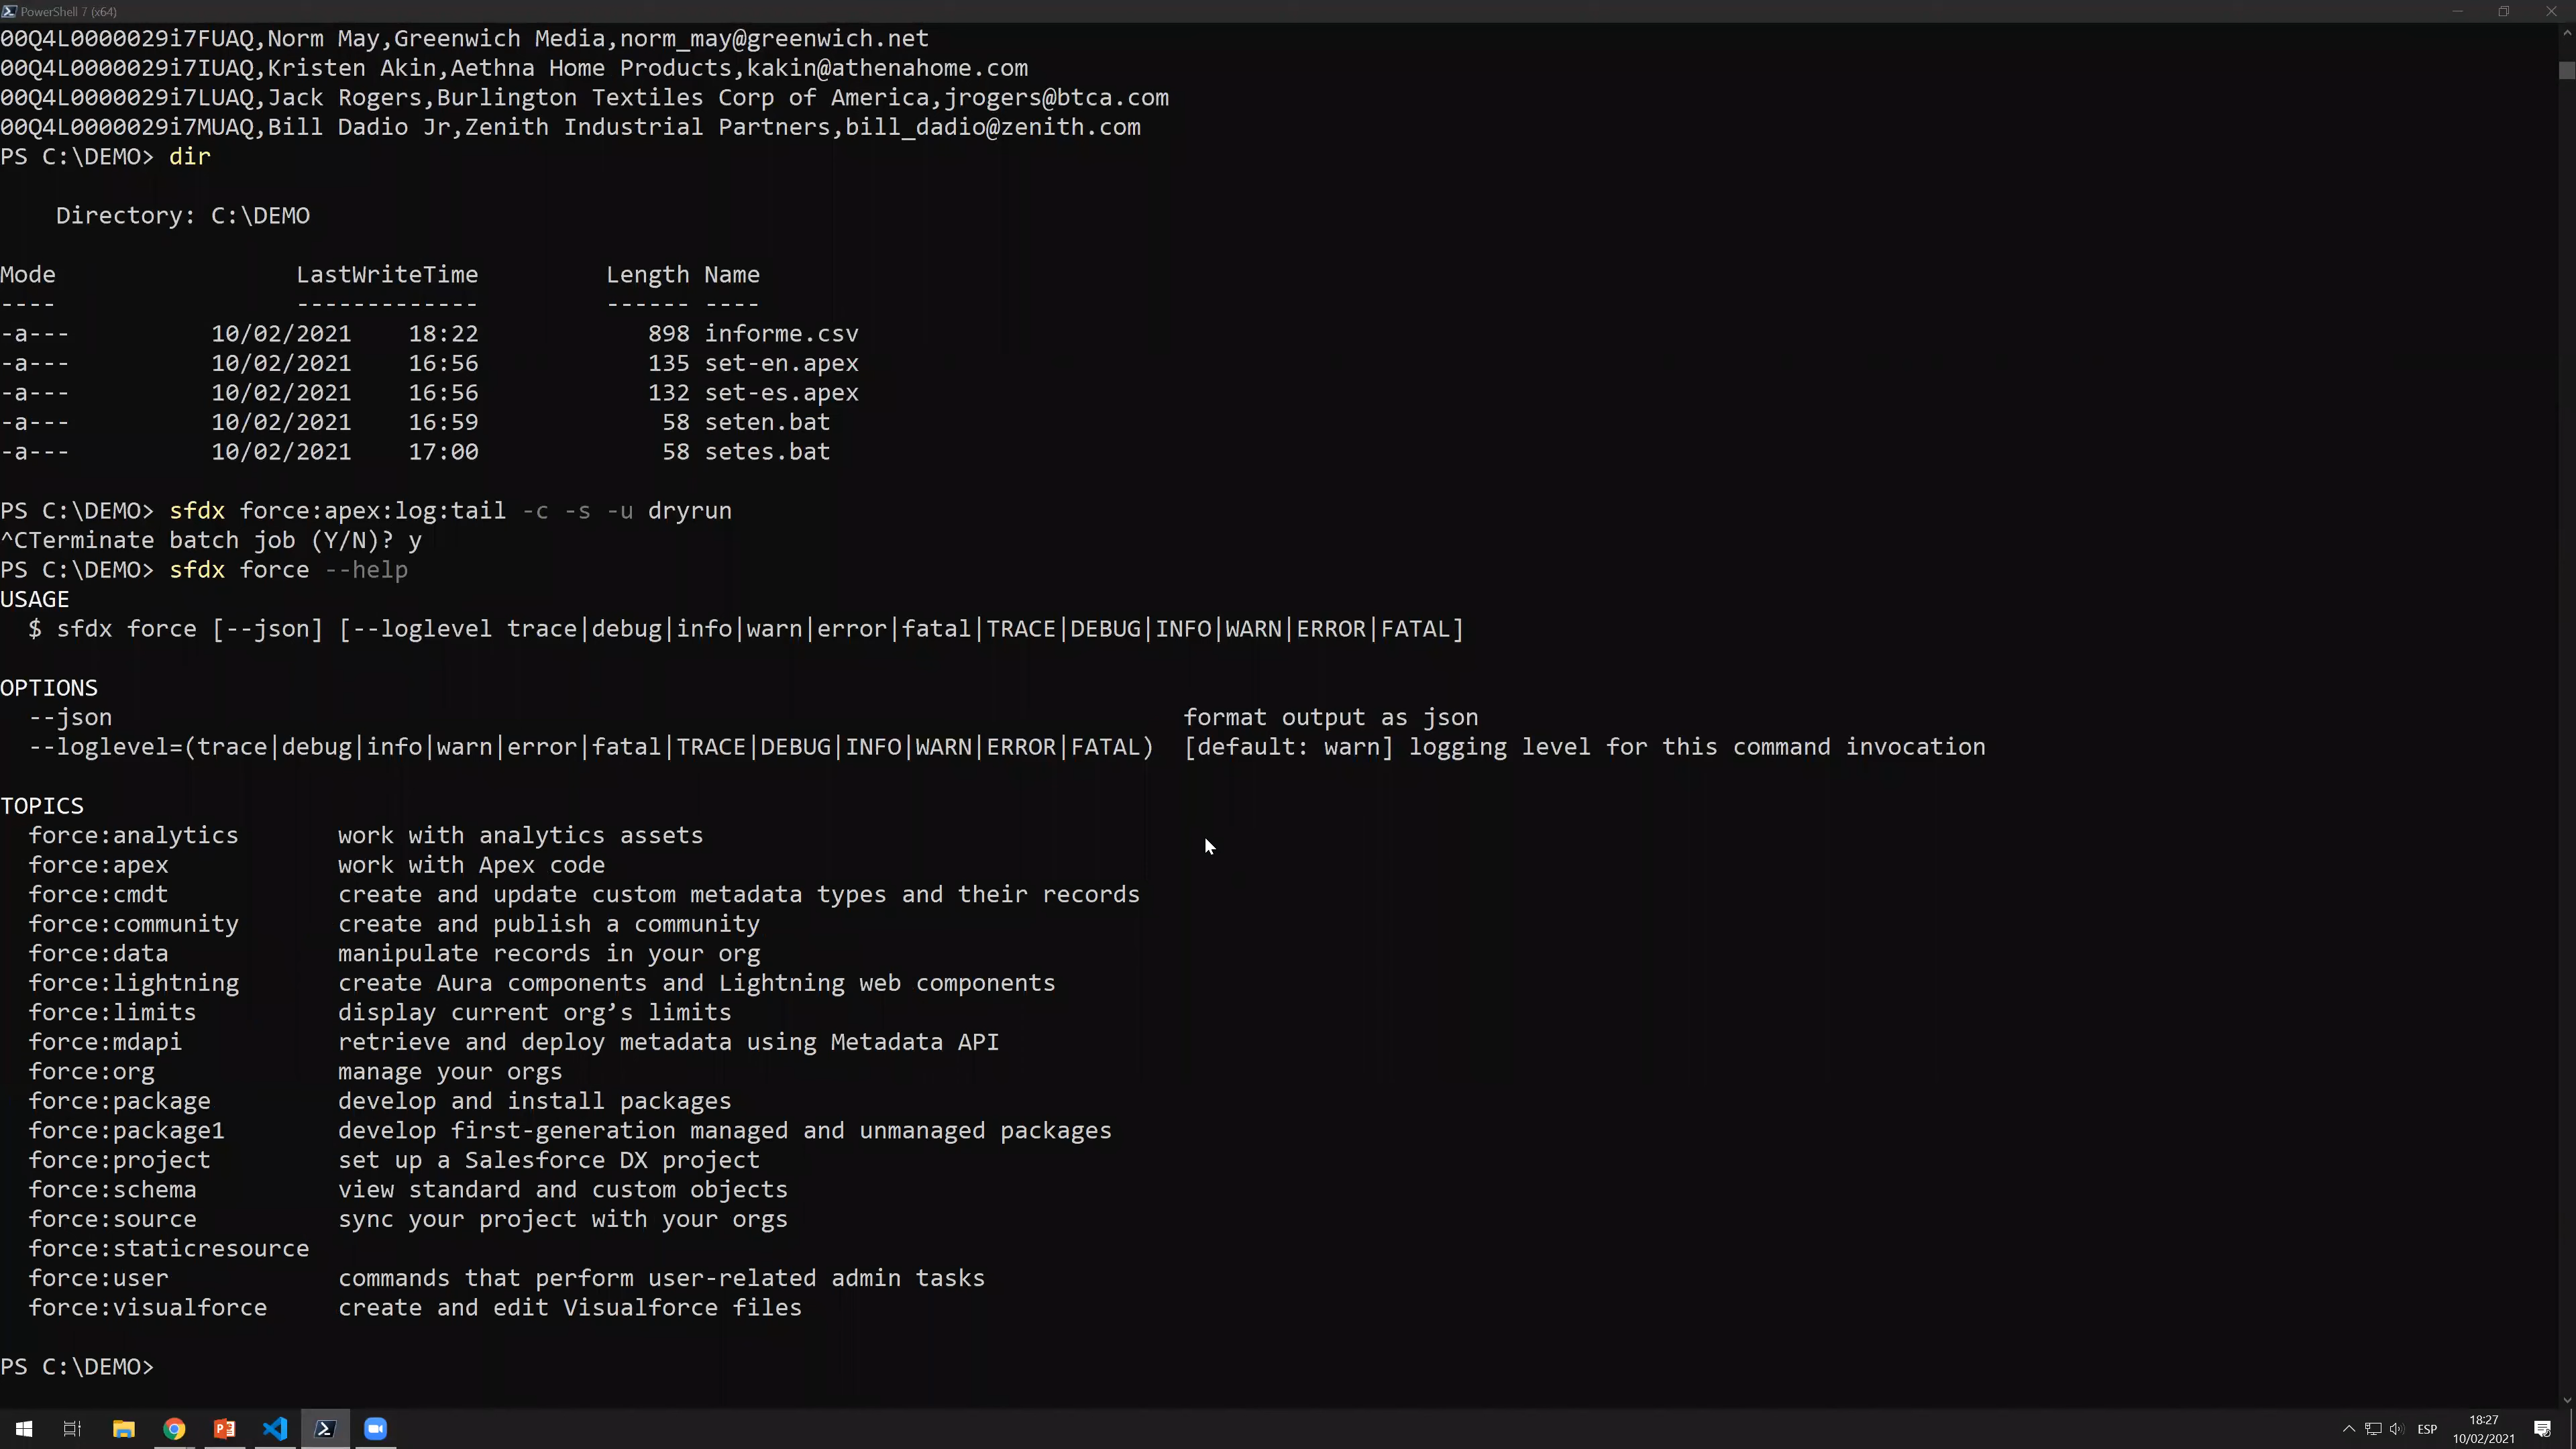 PowerShell 7 (x64)
00Q4L0000029i7FUAQ,Norm May,Greenwich Media,norm_may@greenwich.net
00Q4L0000029i7IUAQ,Kristen Akin,Aethna Home Products,kakin@athenahome.com
00Q4L0000029i7LUAQ,Jack Rogers,Burlington Textiles Corp of America,jrogers@btca.com
00Q4L0000029i7MUAQ,Bill Dadio Jr,Zenith Industrial Partners,bill_dadio@zenith.com
PS C:\DEMO> dir
    Directory: C:\DEMO
Mode                 LastWriteTime         Length Name
----                 -------------         ------ ----
-a---          10/02/2021    18:22            898 informe.csv
-a---          10/02/2021    16:56            135 set-en.apex
-a---          10/02/2021    16:56            132 set-es.apex
-a---          10/02/2021    16:59             58 seten.bat
-a---          10/02/2021    17:00             58 setes.bat
PS C:\DEMO> sfdx force:apex:log:tail -c -s -u dryrun
^CTerminate batch job (Y/N)? y
PS C:\DEMO> sfdx force --help
USAGE
  $ sfdx force [--json] [--loglevel trace|debug|info|warn|error|fatal|TRACE|DEBUG|INFO|WARN|ERROR|FATAL]
OPTIONS
  --json                                                                            format output as json
  --loglevel=(trace|debug|info|warn|error|fatal|TRACE|DEBUG|INFO|WARN|ERROR|FATAL)  [default: warn] logging level for this command invocation
TOPICS
  force:analytics       work with analytics assets
  force:apex            work with Apex code
  force:cmdt            create and update custom metadata types and their records
  force:community       create and publish a community
  force:data            manipulate records in your org
  force:lightning       create Aura components and Lightning web components
  force:limits          display current org’s limits
  force:mdapi           retrieve and deploy metadata using Metadata API
  force:org             manage your orgs
  force:package         develop and install packages
  force:package1        develop first-generation managed and unmanaged packages
  force:project         set up a Salesforce DX project
  force:schema          view standard and custom objects
  force:source          sync your project with your orgs
  force:staticresource
  force:user            commands that perform user-related admin tasks
  force:visualforce     create and edit Visualforce files
PS C:\DEMO>
ESP
18:27
10/02/2021